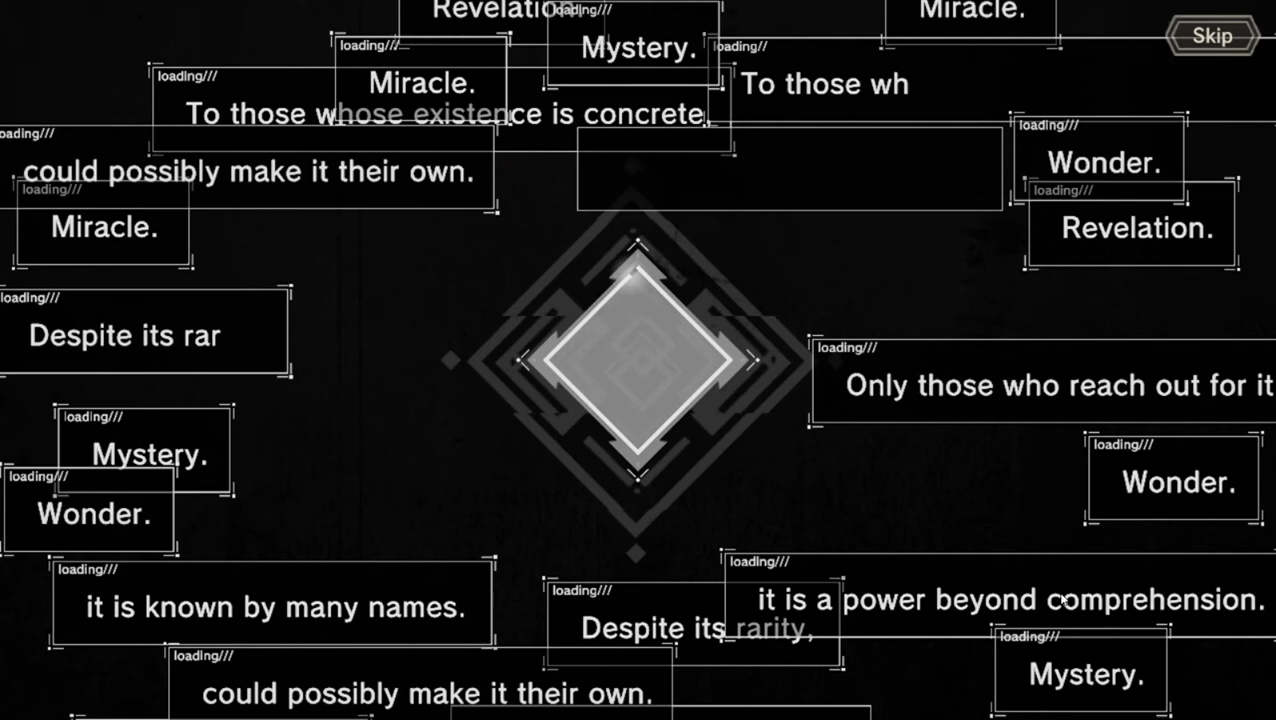 Revelation.
loading///
Mystery.
Miracle.
Skip
loading///
Miracle.
loading//
To those wh
loading///
To those whose existence is concrete,
loading///
could possibly make it their own.
loading///
Wonder.
loading///
Miracle.
loading///
Revelation.
loading///
Despite its rar
loading///
Only those who reach out for it
loading///
Mystery.
loading///
Wonder.
loading///
Wonder.
loading///
it is known by many names.
loading///
it is a power beyond comprehension.
loading///
Despite its rarity,
loading///
Mystery.
loading///
could possibly make it their own.